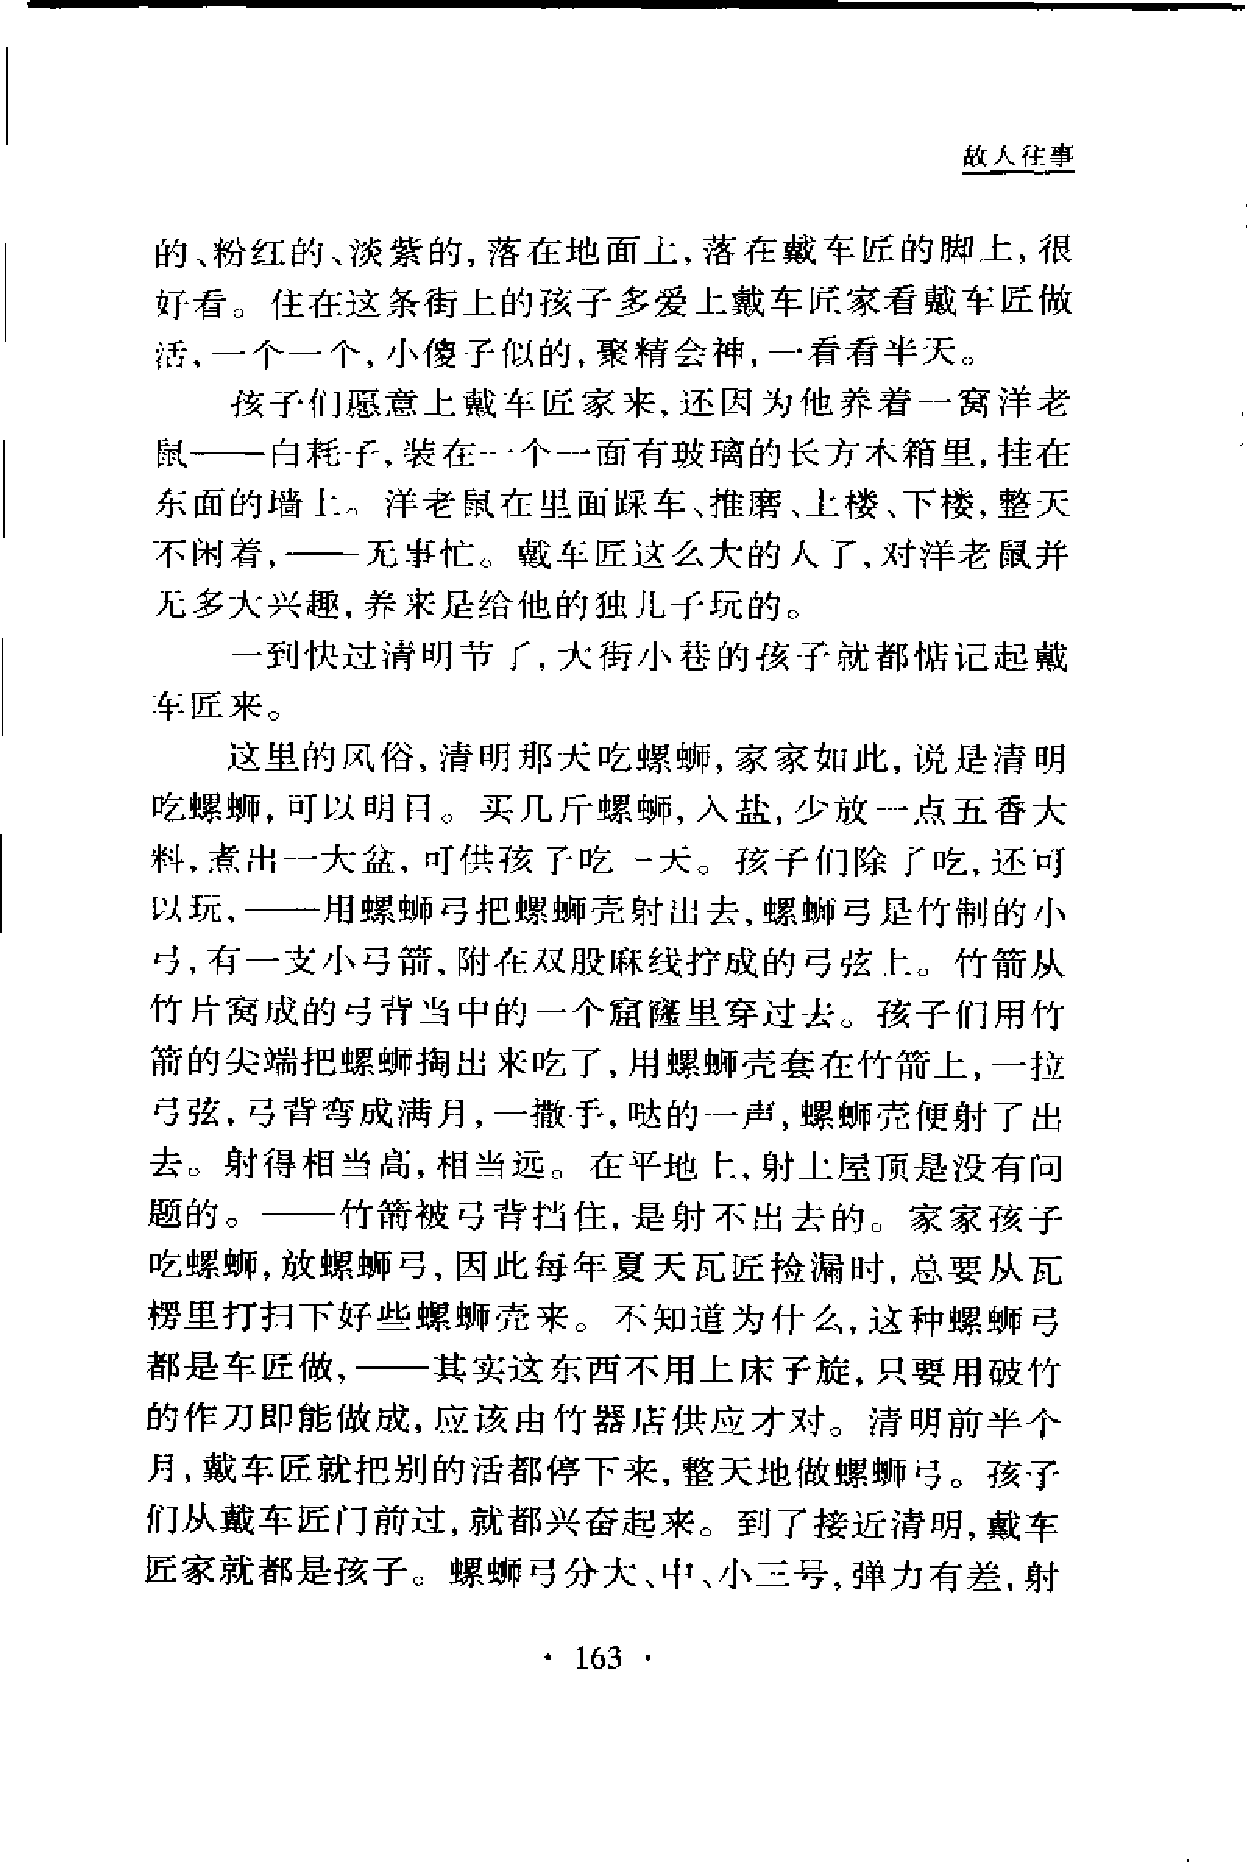 故人往事
的、粉红的、淡紫的,落在地面上,落在戴车匠的脚上,很
好看。住在这条街上的孩子多爱上戴车匠家看戴车匠做
活,一个一个,小傻子似的,聚精会神,一看看半天。
孩子们愿意上戴车匠家来,还因为他养着一窝洋老
鼠——白耗子,装在一个一面有玻璃的长方木箱里,挂在
东面的墙上。洋老鼠在里面踩车、推磨、上楼、下楼,整天
不闲着,——无事忙。戴车匠这么大的人了,对洋老鼠并
无多大兴趣,养来是给他的独儿子玩的。
一到快过清明节了,大街小巷的孩子就都惦记起戴
车匠来。
这里的风俗,清明那天吃螺蛳,家家如此,说是清明
吃螺蛳,可以明目。买几斤螺蛳,入盐,少放一点五香大
料,煮出一大盆,可供孩子吃一天。孩子们除了吃,还可
以玩,——用螺蛳弓把螺蛳壳射出去,螺蛳弓是竹制的小
弓,有一支小弓箭,附在双股麻线拧成的弓弦上。竹箭从
竹片窝成的弓背当中的一个窟窿里穿过去。孩子们用竹
箭的尖端把螺蛳掏出来吃了,用螺蛳壳套在竹箭上,一拉
弓弦,弓背弯成满月,一撒手,哒的一声,螺蛳壳便射了出
去。射得相当高,相当远。在平地上,射上屋顶是没有问
题的。——竹箭被弓背挡住,是射不出去的。家家孩子
吃螺蛳,放螺蛳弓,因此每年夏天瓦匠捡漏时,总要从瓦
楞里打扫下好些螺蛳壳来。不知道为什么,这种螺蛳弓
都是车匠做,——其实这东西不用上床子旋,只要用破竹
的作刀即能做成,应该由竹器店供应才对。清明前半个
月,戴车匠就把别的活都停下来,整天地做螺蛳弓。孩子
们从戴车匠门前过,就都兴奋起来。到了接近清明,戴车
匠家就都是孩子。螺蛳弓分大、中、小三号,弹力有差,射
· 163 ·